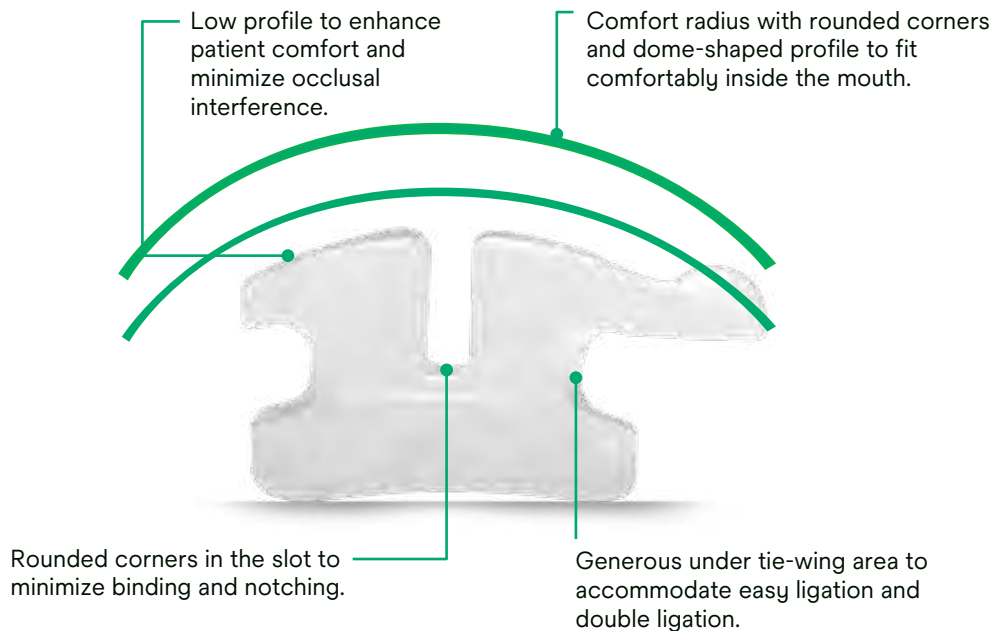 Low profile to enhance
patient comfort and
minimize occlusal
interference.
Comfort radius with rounded corners
and dome-shaped profile to fit
comfortably inside the mouth.
Rounded corners in the slot to
minimize binding and notching.
Generous under tie-wing area to
accommodate easy ligation and
double ligation.